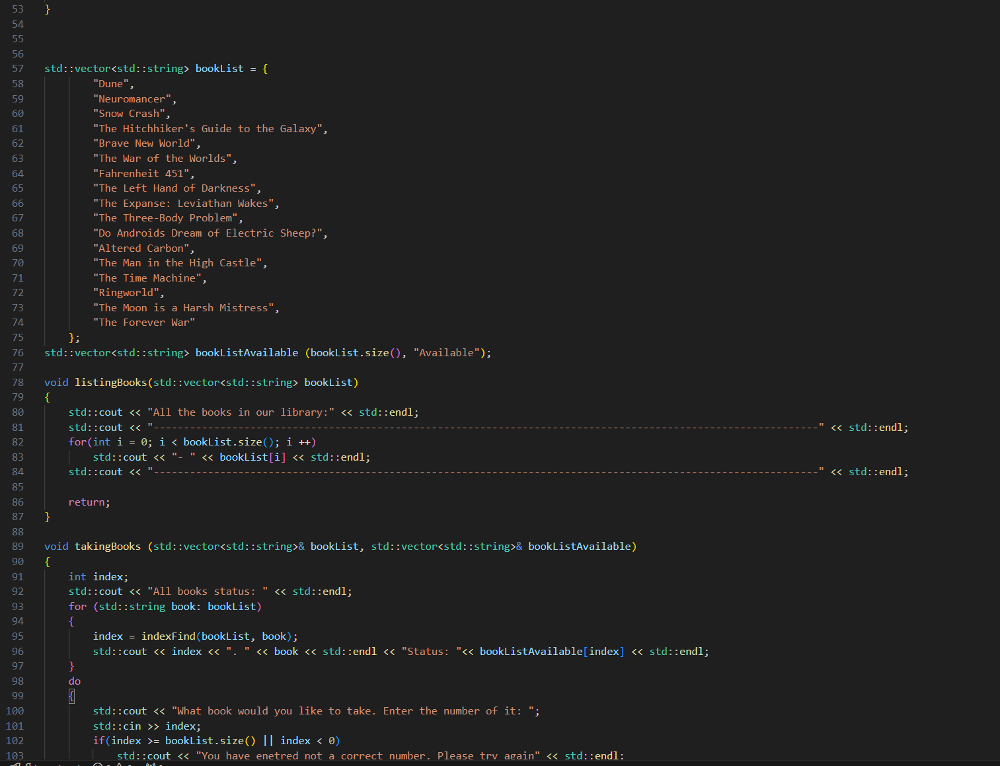 53 }
54
55
56
57 std::vector<std::string> bookList = {
58 "Dune",
59 "Neuromancer",
60 "Snow Crash",
61 "The Hitchhiker's Guide to the Galaxy",
62 "Brave New World",
63 "The War of the Worlds",
64 "Fahrenheit 451",
65 "The Left Hand of Darkness",
66 "The Expanse: Leviathan Wakes",
67 "The Three-Body Problem",
68 "Do Androids Dream of Electric Sheep?",
69 "Altered Carbon",
70 "The Man in the High Castle",
71 "The Time Machine",
72 "Ringworld",
73 "The Moon is a Harsh Mistress",
74 "The Forever War"
75 };
76 std::vector<std::string> bookListAvailable (bookList.size(), "Available");
77
78 void listingBooks(std::vector<std::string> bookList)
79 {
80 std::cout << "All the books in our library:" << std::endl;
81 std::cout << "--------------------------------------------------------------------------------------------------------------" << std::endl;
82 for(int i = 0; i < bookList.size(); i ++)
83 std::cout << "- " << bookList[i] << std::endl;
84 std::cout << "--------------------------------------------------------------------------------------------------------------" << std::endl;
85
86 return;
87 }
88
89 void takingBooks (std::vector<std::string>& bookList, std::vector<std::string>& bookListAvailable)
90 {
91 int index;
92 std::cout << "All books status: " << std::endl;
93 for (std::string book: bookList)
94 {
95 index = indexFind(bookList, book);
96 std::cout << index << ". " << book << std::endl << "Status: "<< bookListAvailable[index] << std::endl;
97 }
98 do
99 {
100 std::cout << "What book would you like to take. Enter the number of it: ";
101 std::cin >> index;
102 if(index >= bookList.size() || index < 0)
103 std::cout << "You have enetred not a correct number. Please try again" << std::endl;